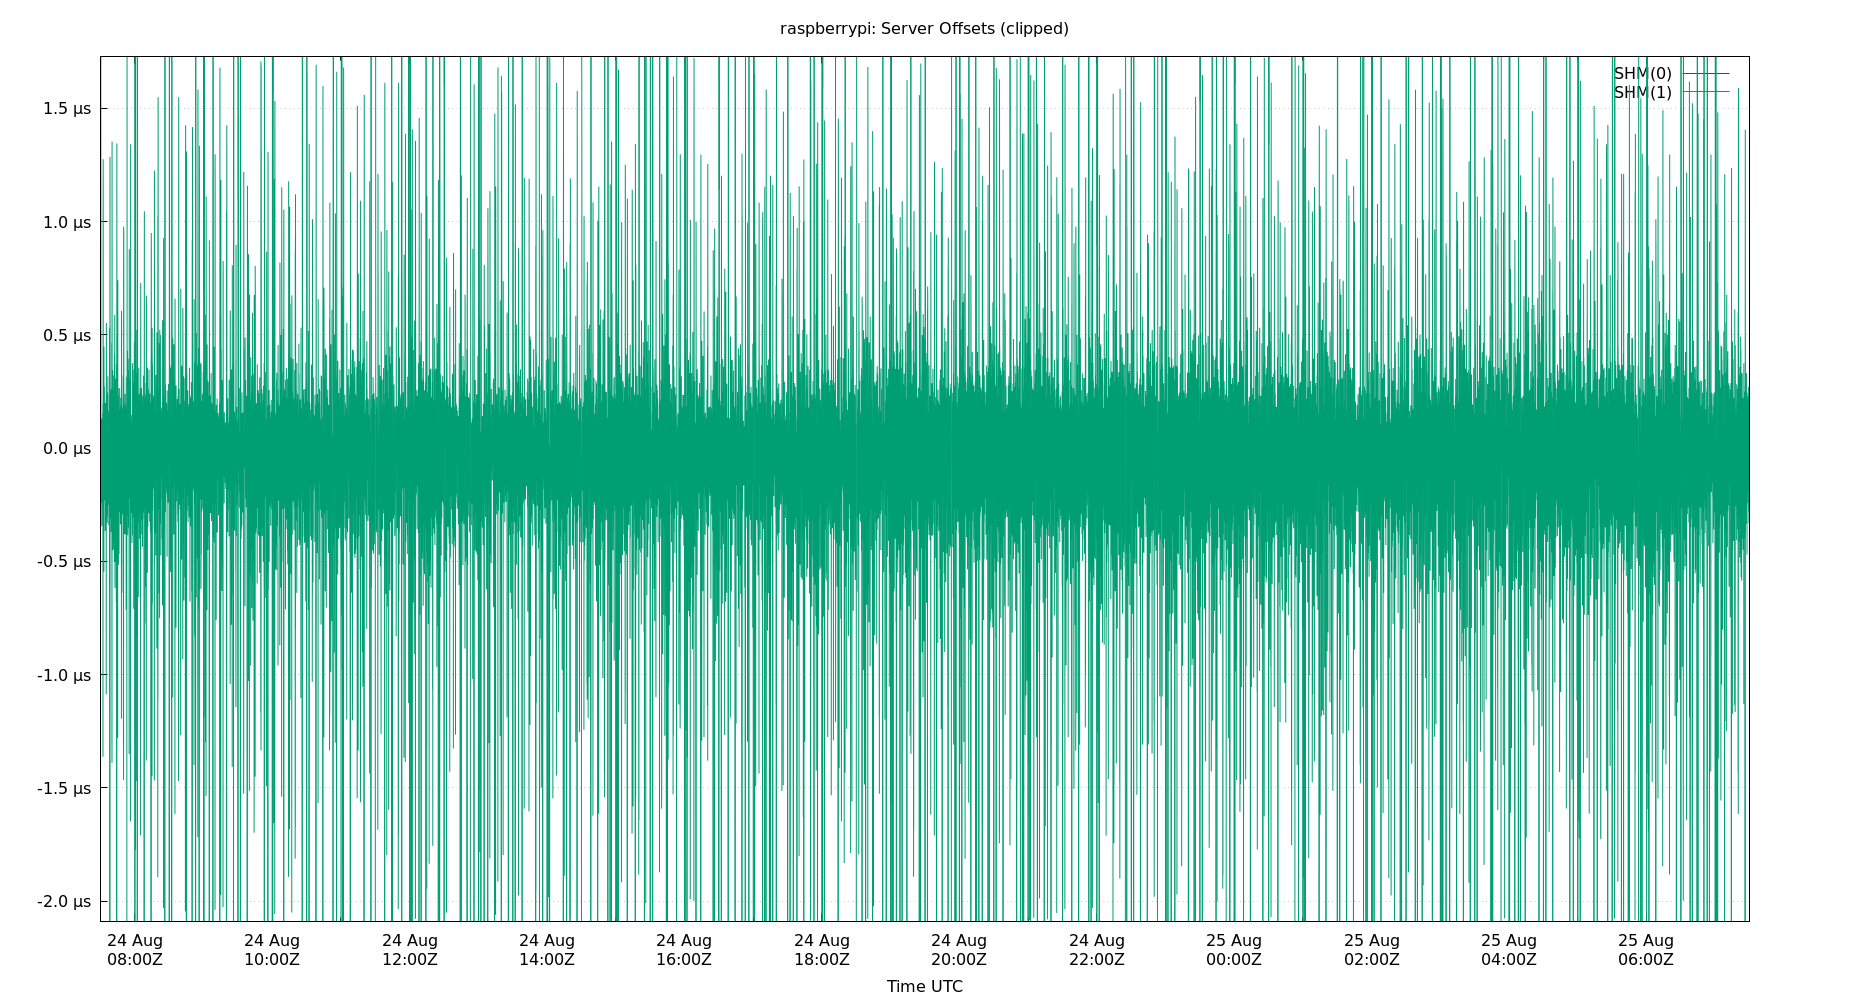 raspberrypi: Server Offsets (clipped)
SHM(0)
SHM(1)
1.5 µs
1.0 µs
0.5 µs
0.0 µs
-0.5 µs
-1.0 µs
-1.5 µs
-2.0 µs
24 Aug 24 Aug 24 Aug 24 Aug 24 Aug 24 Aug 24 Aug 24 Aug 25 Aug 25 Aug 25 Aug 25 Aug
08:00Z 10:00Z 12:00Z 14:00Z 16:00Z 18:00Z 20:00Z 22:00Z 00:00Z 02:00Z 04:00Z 06:00Z
Time UTC